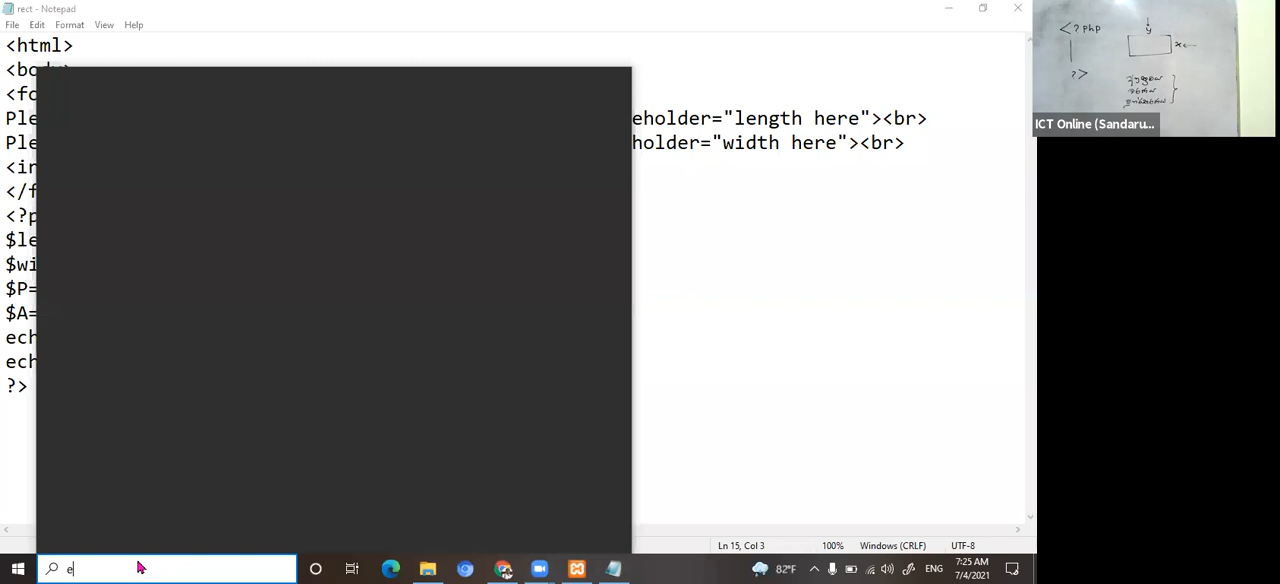 rect - Notepad
File Edit Format View Help
<html>
<body>
<fo
Ple eholder="length here"><br>
Ple holder="width here"><br>
<in
</f
<?p
$le
$wi
$P=
$A=
ech
ech
?>
<?php
y
x
?>
ICT Online (Sandaru...
Ln 15, Col 3 100% Windows (CRLF) UTF-8
e 82°F ENG 7:25 AM
7/4/2021